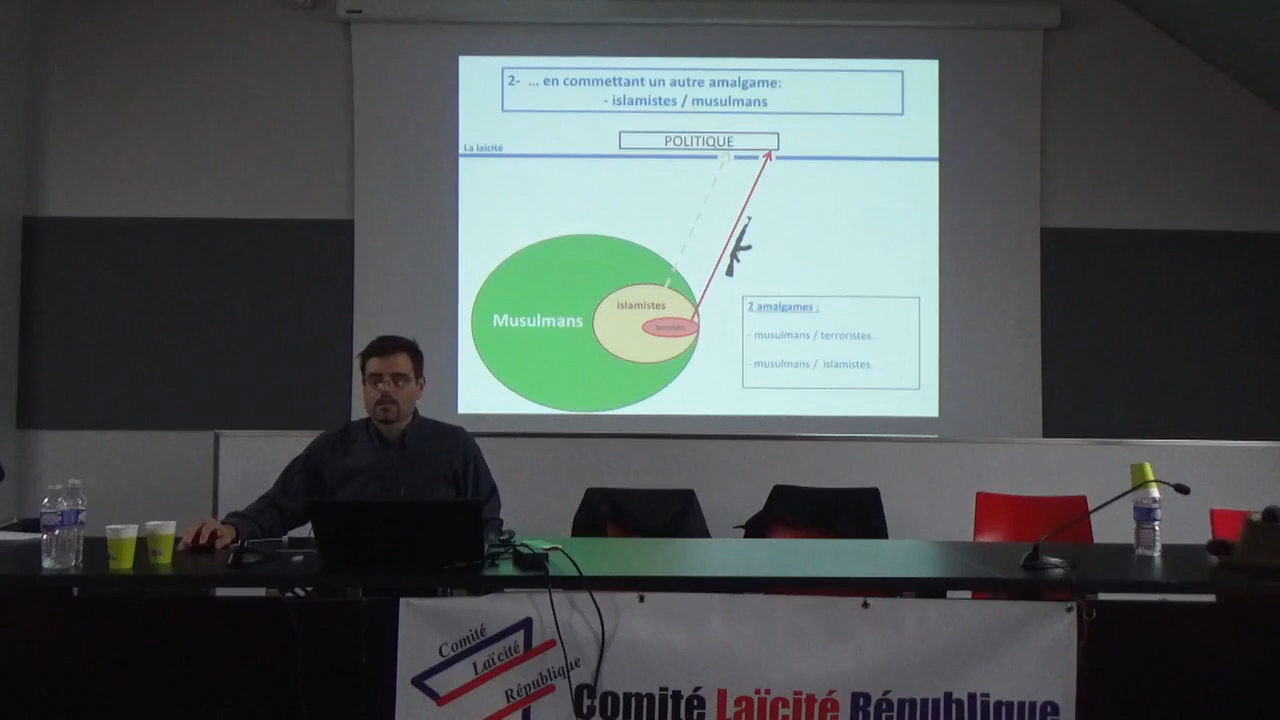 2- ... en commettant un autre amalgame:
- islamistes / musulmans
POLITIQUE
La laïcité
islamistes
Musulmans
2 amalgames :
- musulmans / terroristes
- musulmans / islamistes
Comité
Laïcité
République
Comité Laïcité République